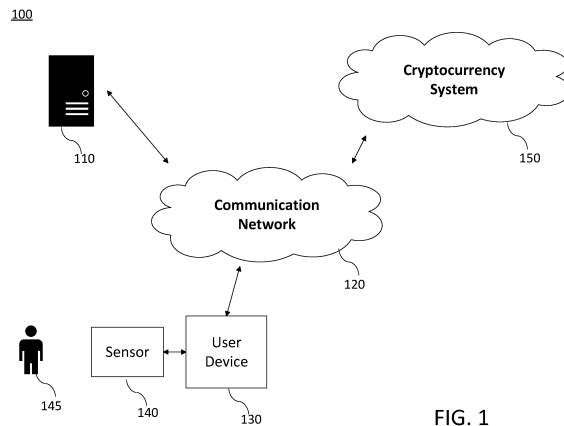 100
Cryptocurrency
System
110
150
Communication
Network
120
Sensor
User
Device
145
140
130
FIG. 1